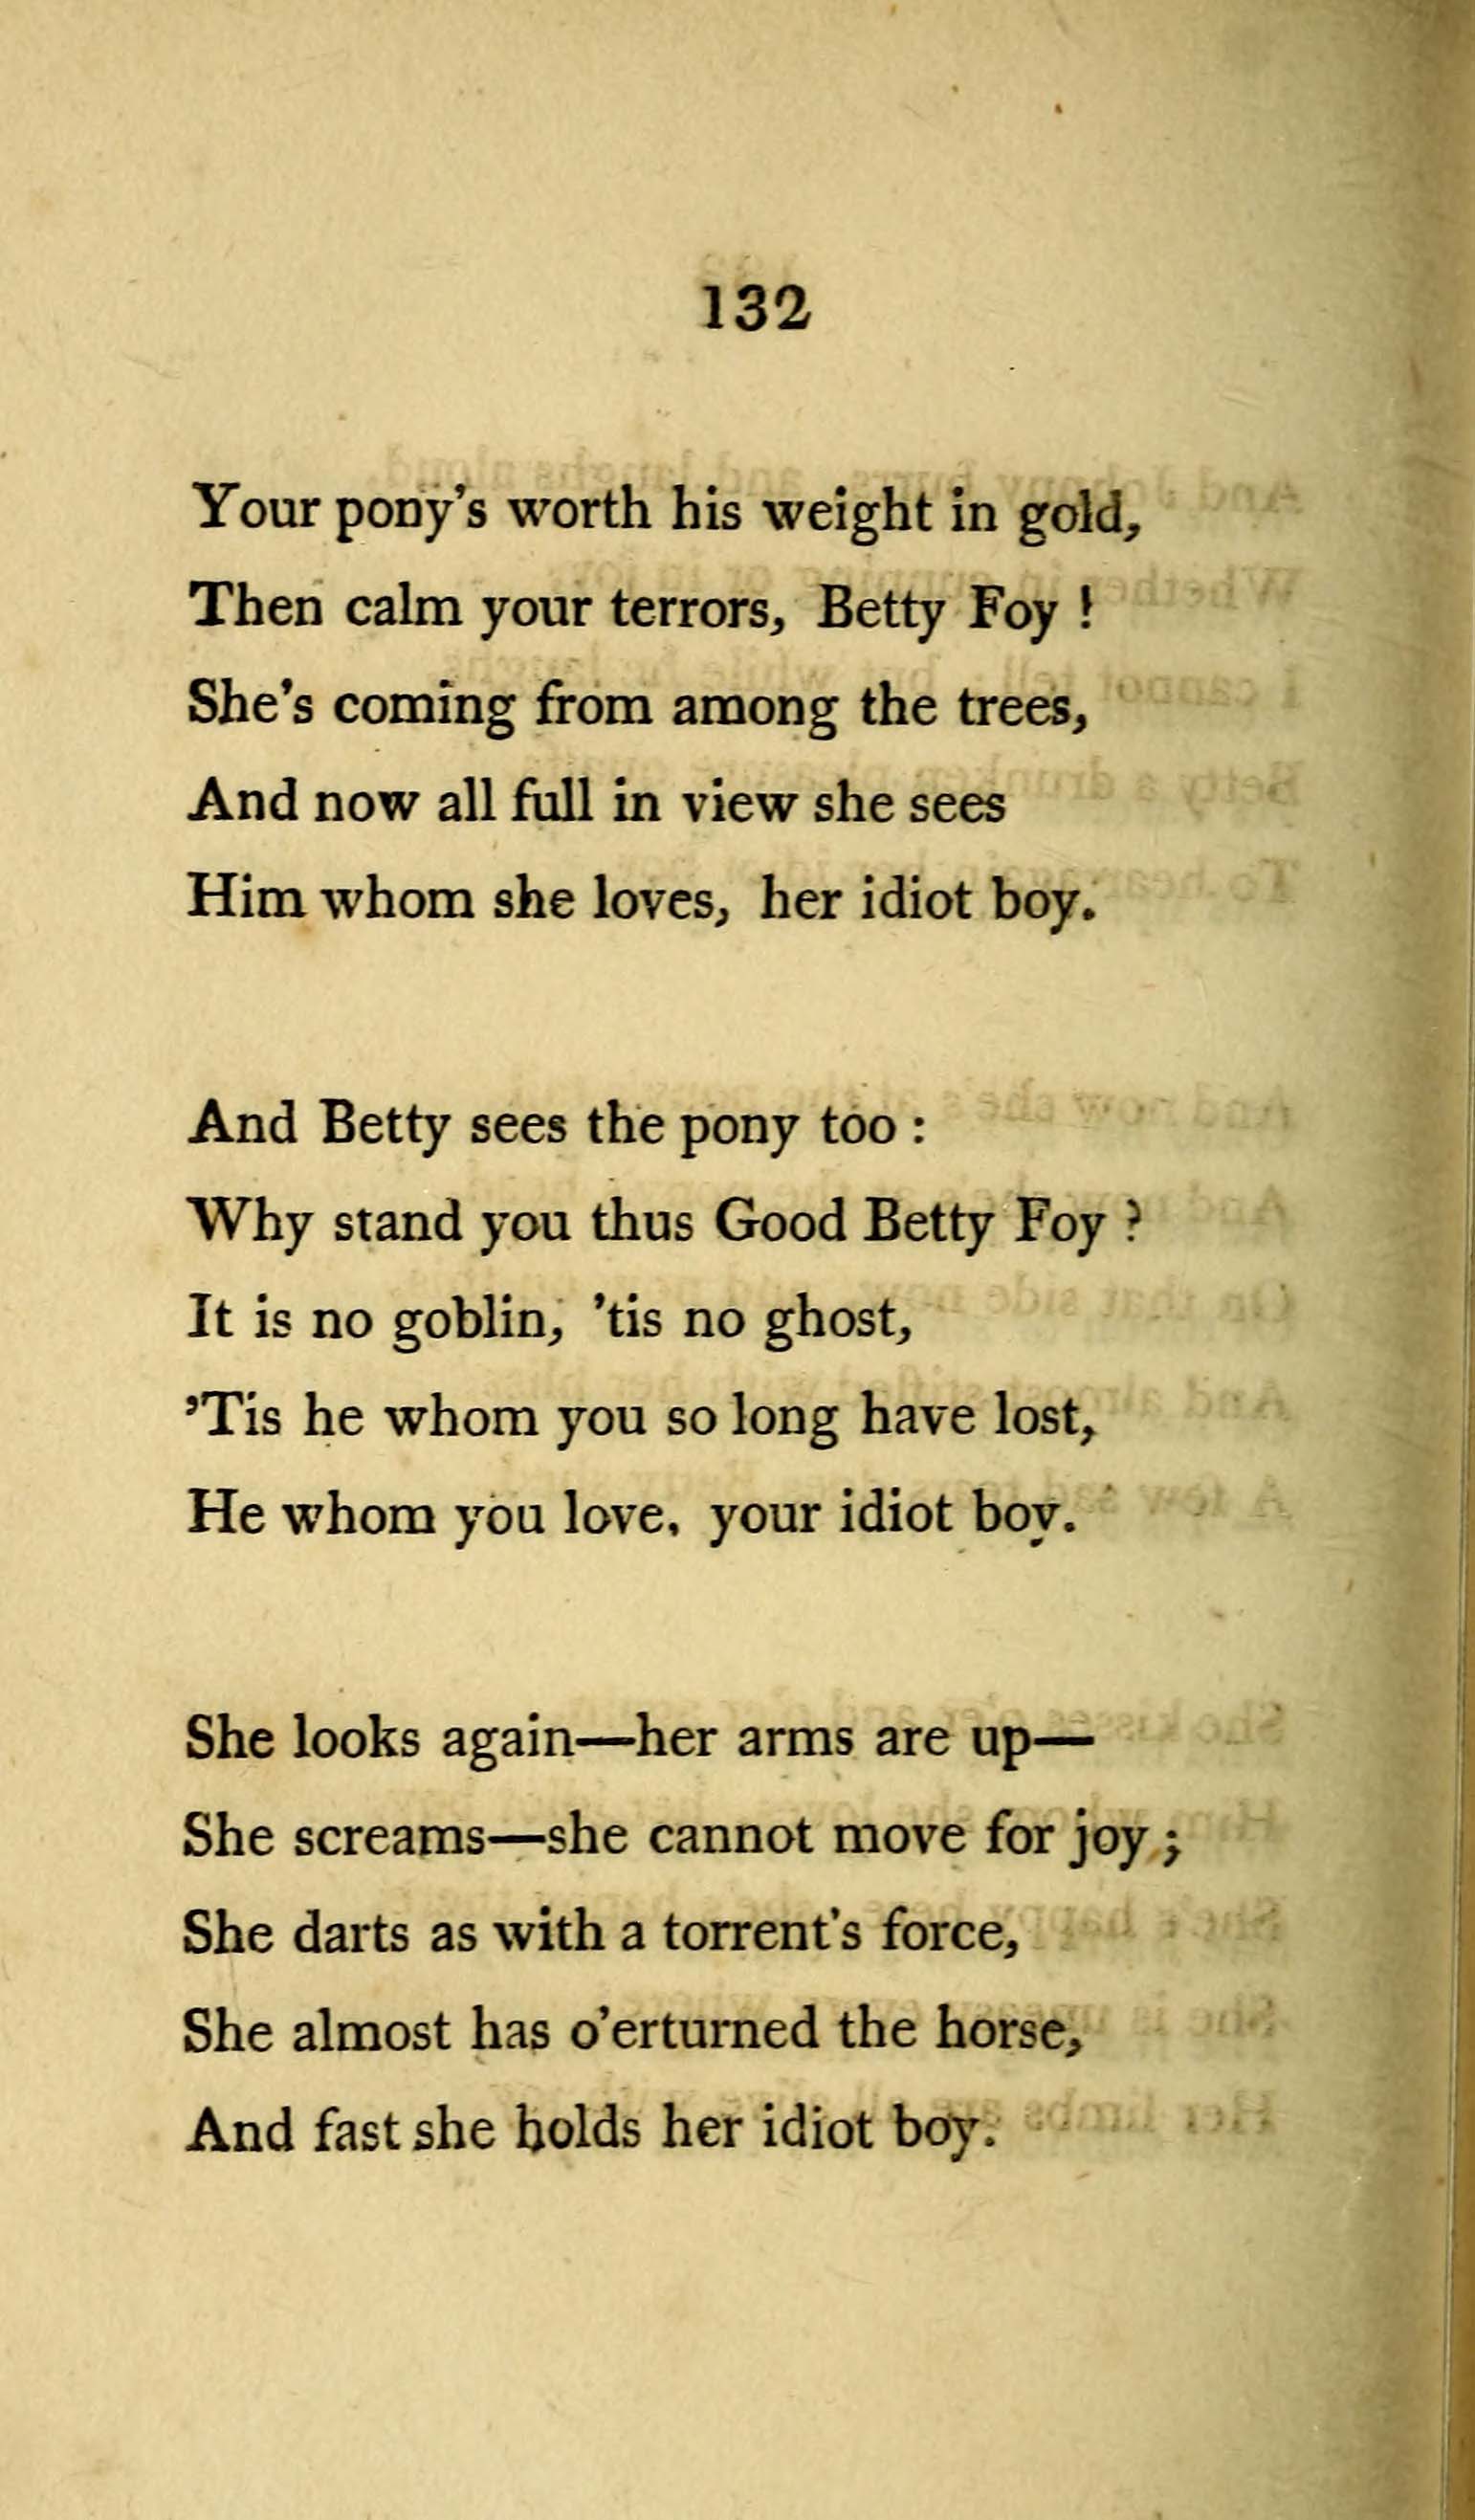 132
Your pony's worth his weight in gold,
Then calm your terrors, Betty Foy !
She's coming from among the trees,
And now all full in view she sees
Him whom she loves, her idiot boy.
And Betty sees the pony too :
Why stand you thus Good Betty Foy ?
It is no goblin, 'tis no ghost,
'Tis he whom you so long have lost,
He whom you love, your idiot boy.
She looks again—her arms are up—
She screams—she cannot move for joy ;
She darts as with a torrent's force,
She almost has o'erturned the horse,
And fast she holds her idiot boy.